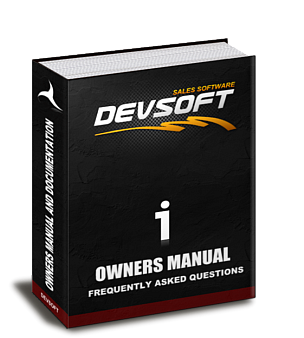 SALES SOFTWARE
DEVSOFT
i
OWNERS MANUAL
FREQUENTLY ASKED QUESTIONS
OWNERS MANUAL AND DOCUMENTATION
DEVSOFT